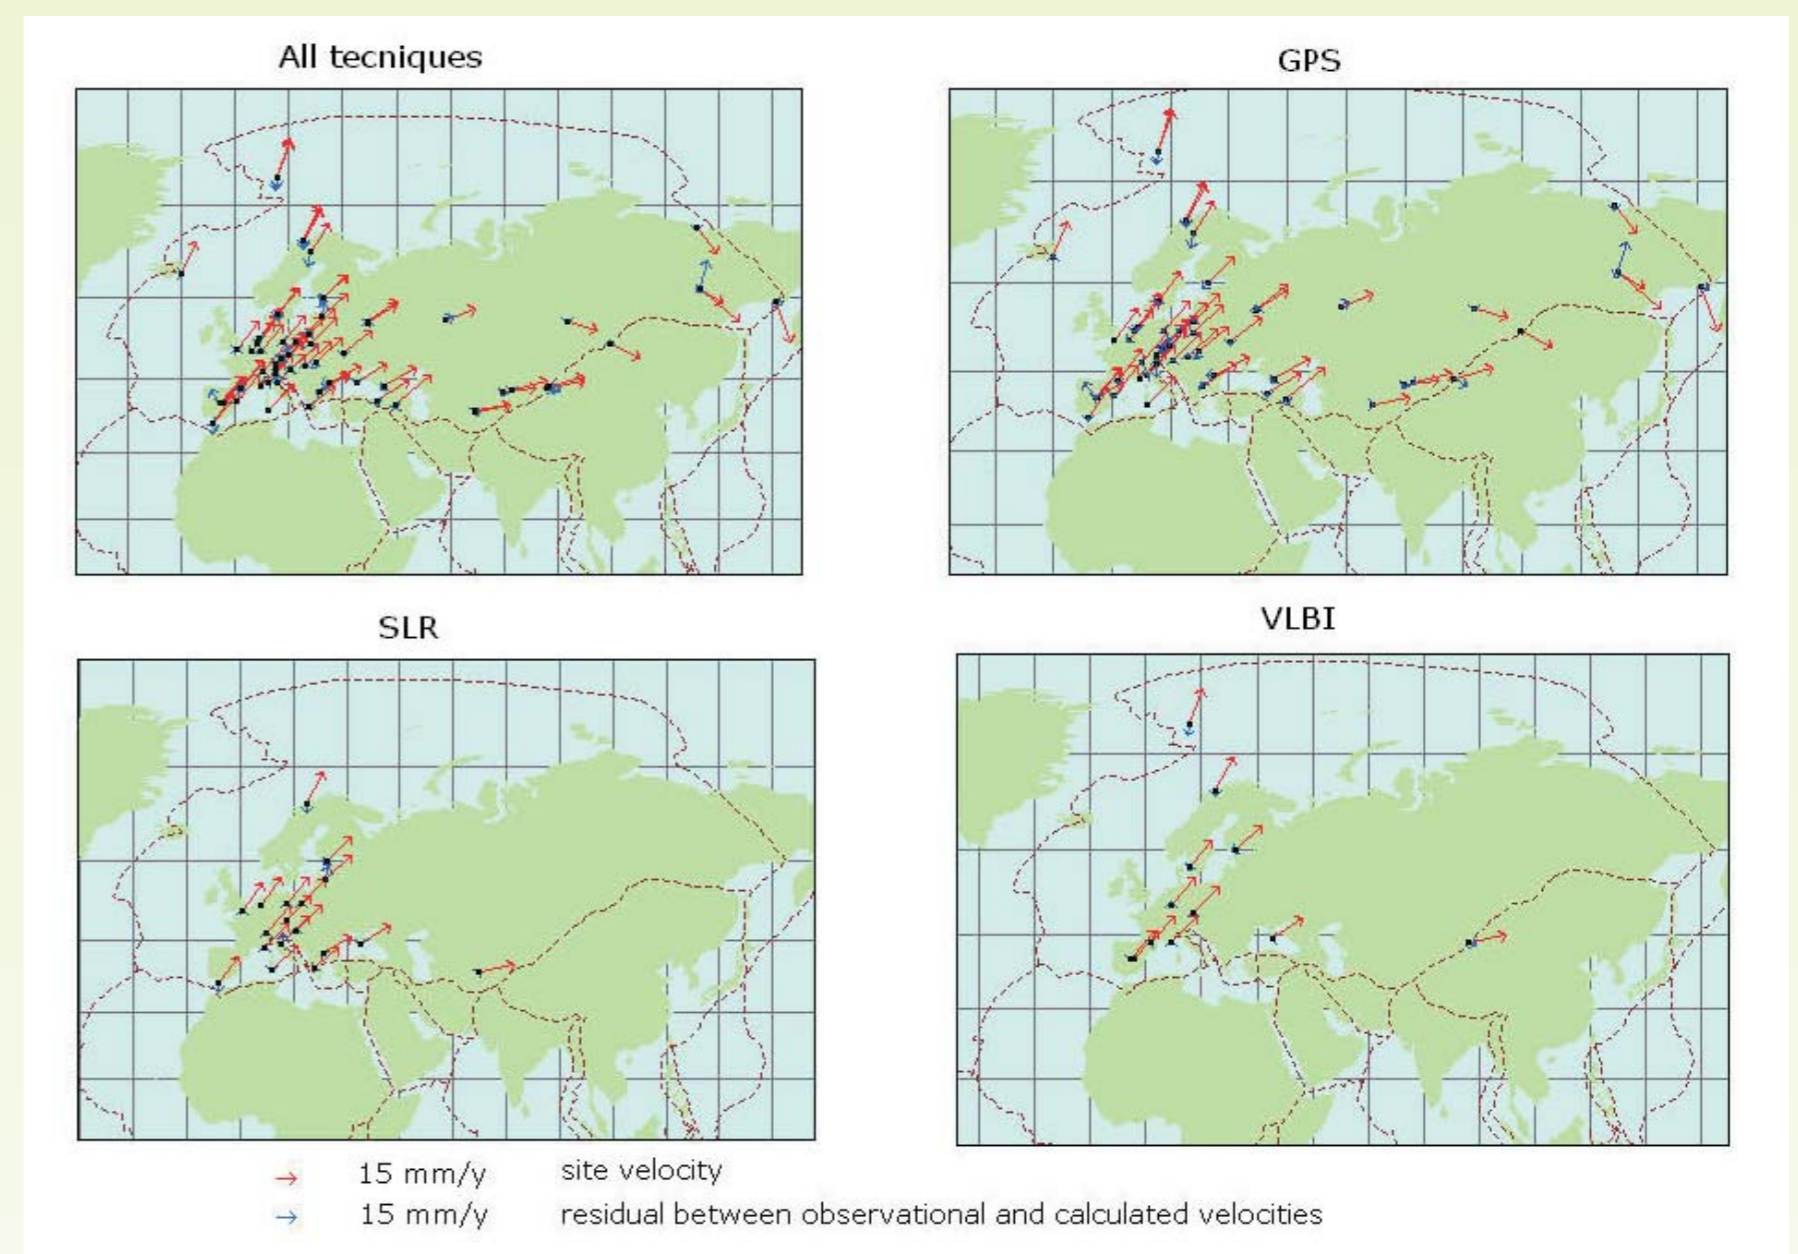 All tecniques
GPS
SLR
VLBI
15 mm/y site velocity
15 mm/y residual between observational and calculated velocities